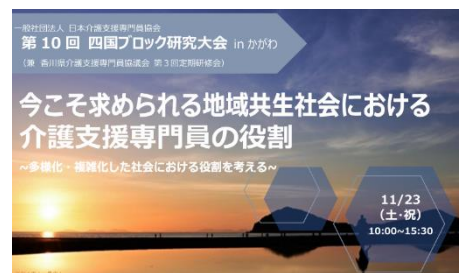 一般社団法人 日本介護支援専門員協会
第 10 回 四国ブロック研究大会 in かがわ
（兼 香川県介護支援専門員協議会 第3回定期研修会）
今こそ求められる地域共生社会における
介護支援専門員の役割
~多様化・複雑化した社会における役割を考える~
11/23
（土・祝）
10:00~15:30